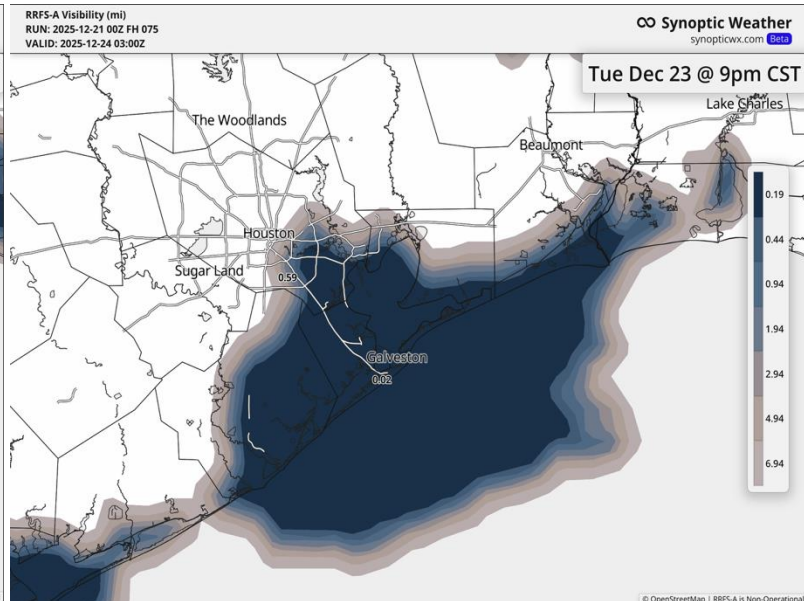 RRFS-A Visibility (mi)
RUN: 2025-12-21 00Z FH 075
VALID: 2025-12-24 03:00Z
Synoptic Weather
synopticwx.com Beta
Tue Dec 23 @ 9pm CST
Lake Charles
The Woodlands
Beaumont
Houston
Sugar Land
0.59
Galveston
0.02
0.19
0.44
0.94
1.94
2.94
4.94
6.94
© OpenStreetMap | RRFS-A is Non-Operational